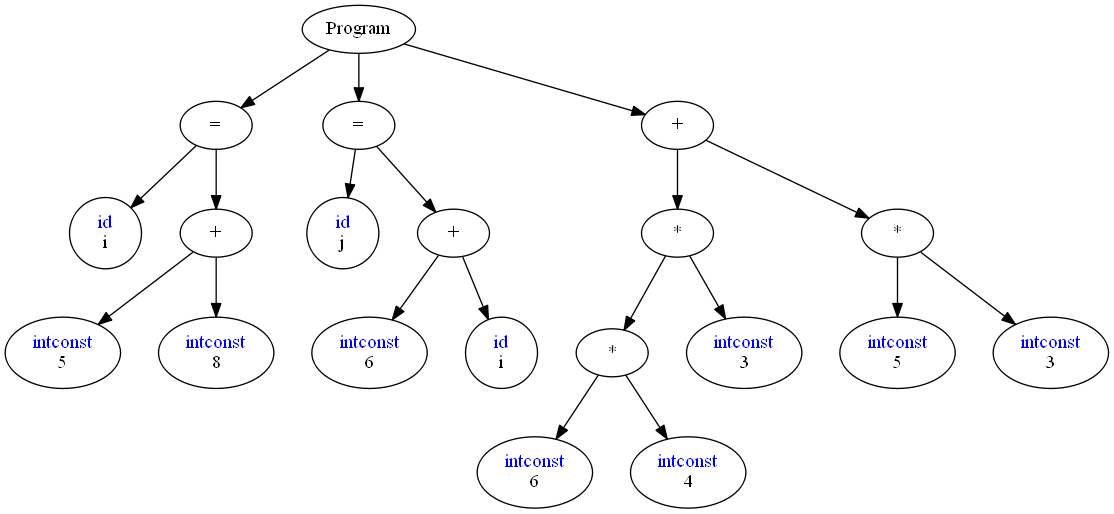 Program
=
=
+
id
i
+
id
j
+
*
*
intconst
5
intconst
8
intconst
6
id
i
*
intconst
3
intconst
5
intconst
3
intconst
6
intconst
4